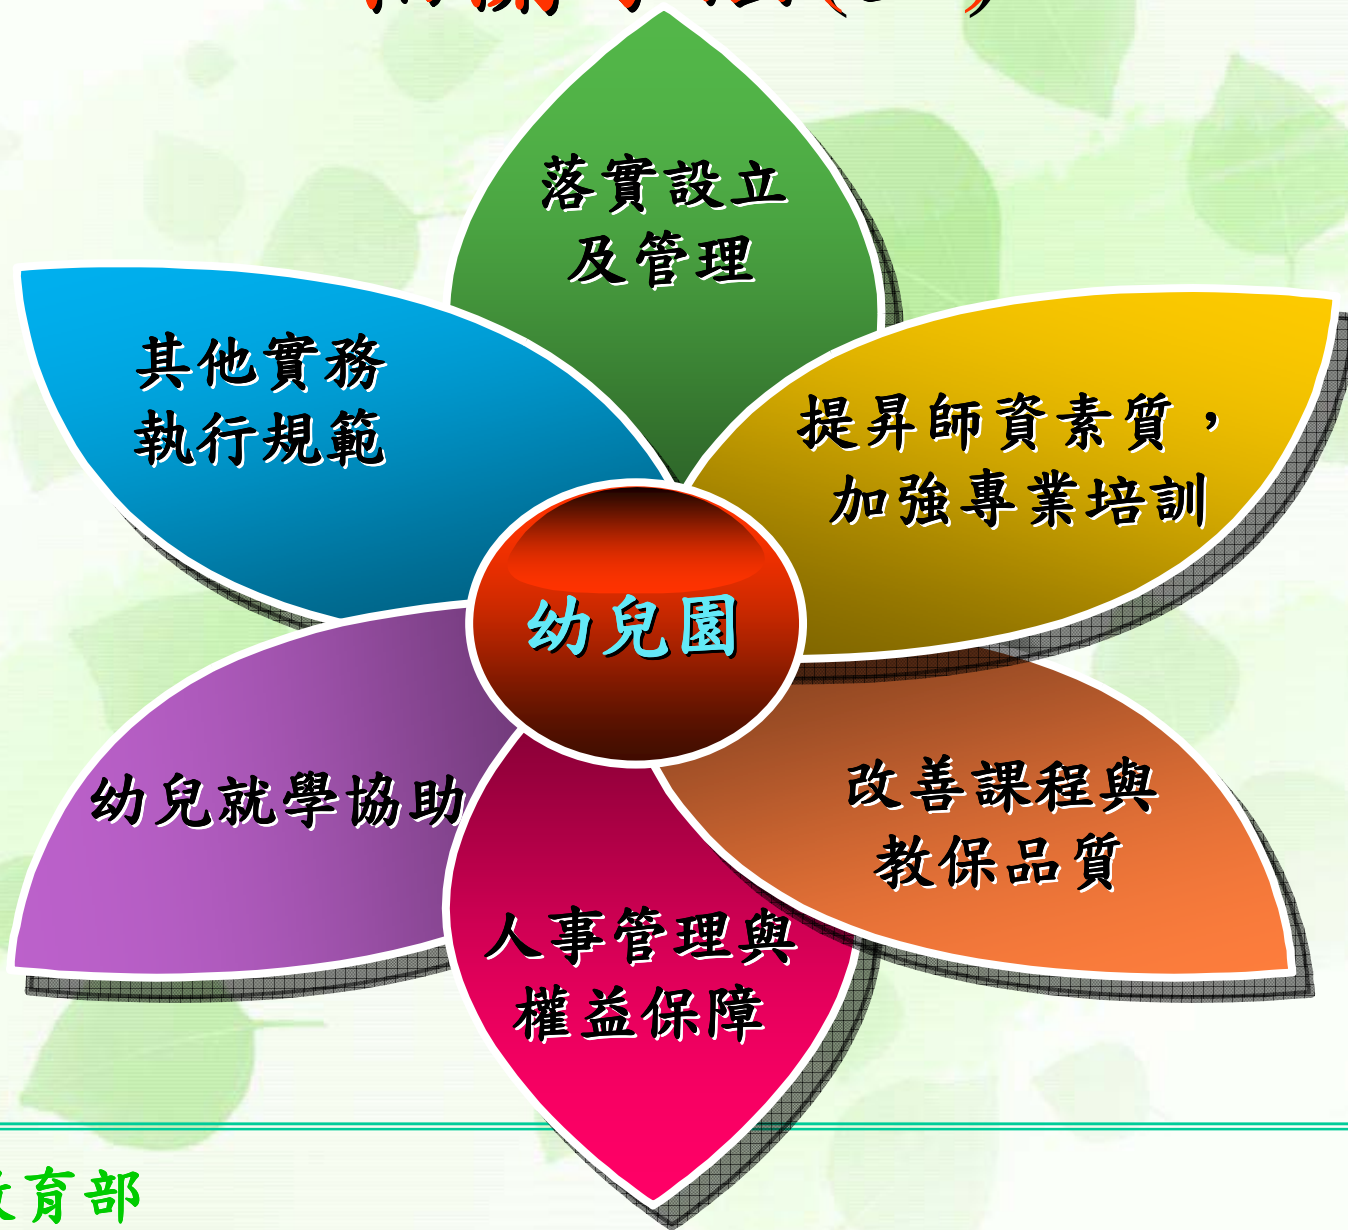 落實設立
及管理
其他實務
執行規範
提昇師資素質，
加強專業培訓
幼兒園
幼兒就學協助
改善課程與
教保品質
人事管理與
權益保障
教育部